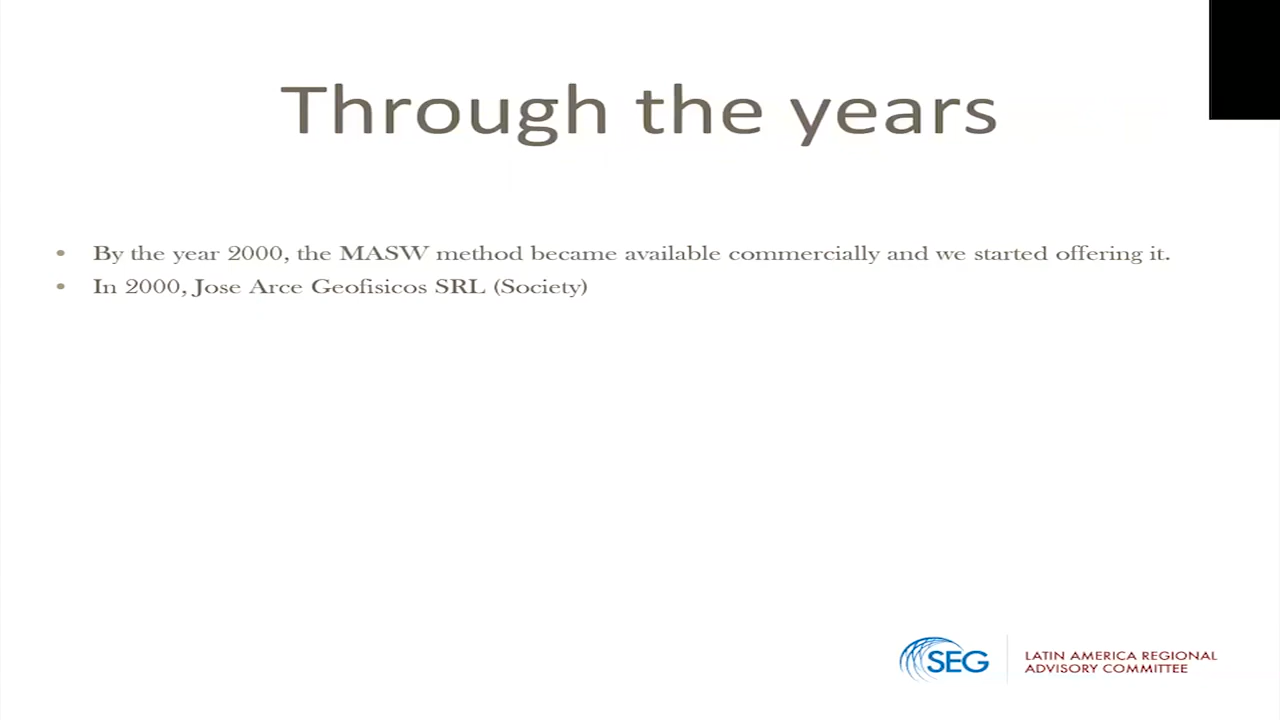 Through the years
• By the year 2000, the MASW method became available commercially and we started offering it.
• In 2000, Jose Arce Geofisicos SRL (Society)
SEG
LATIN AMERICA REGIONAL
ADVISORY COMMITTEE